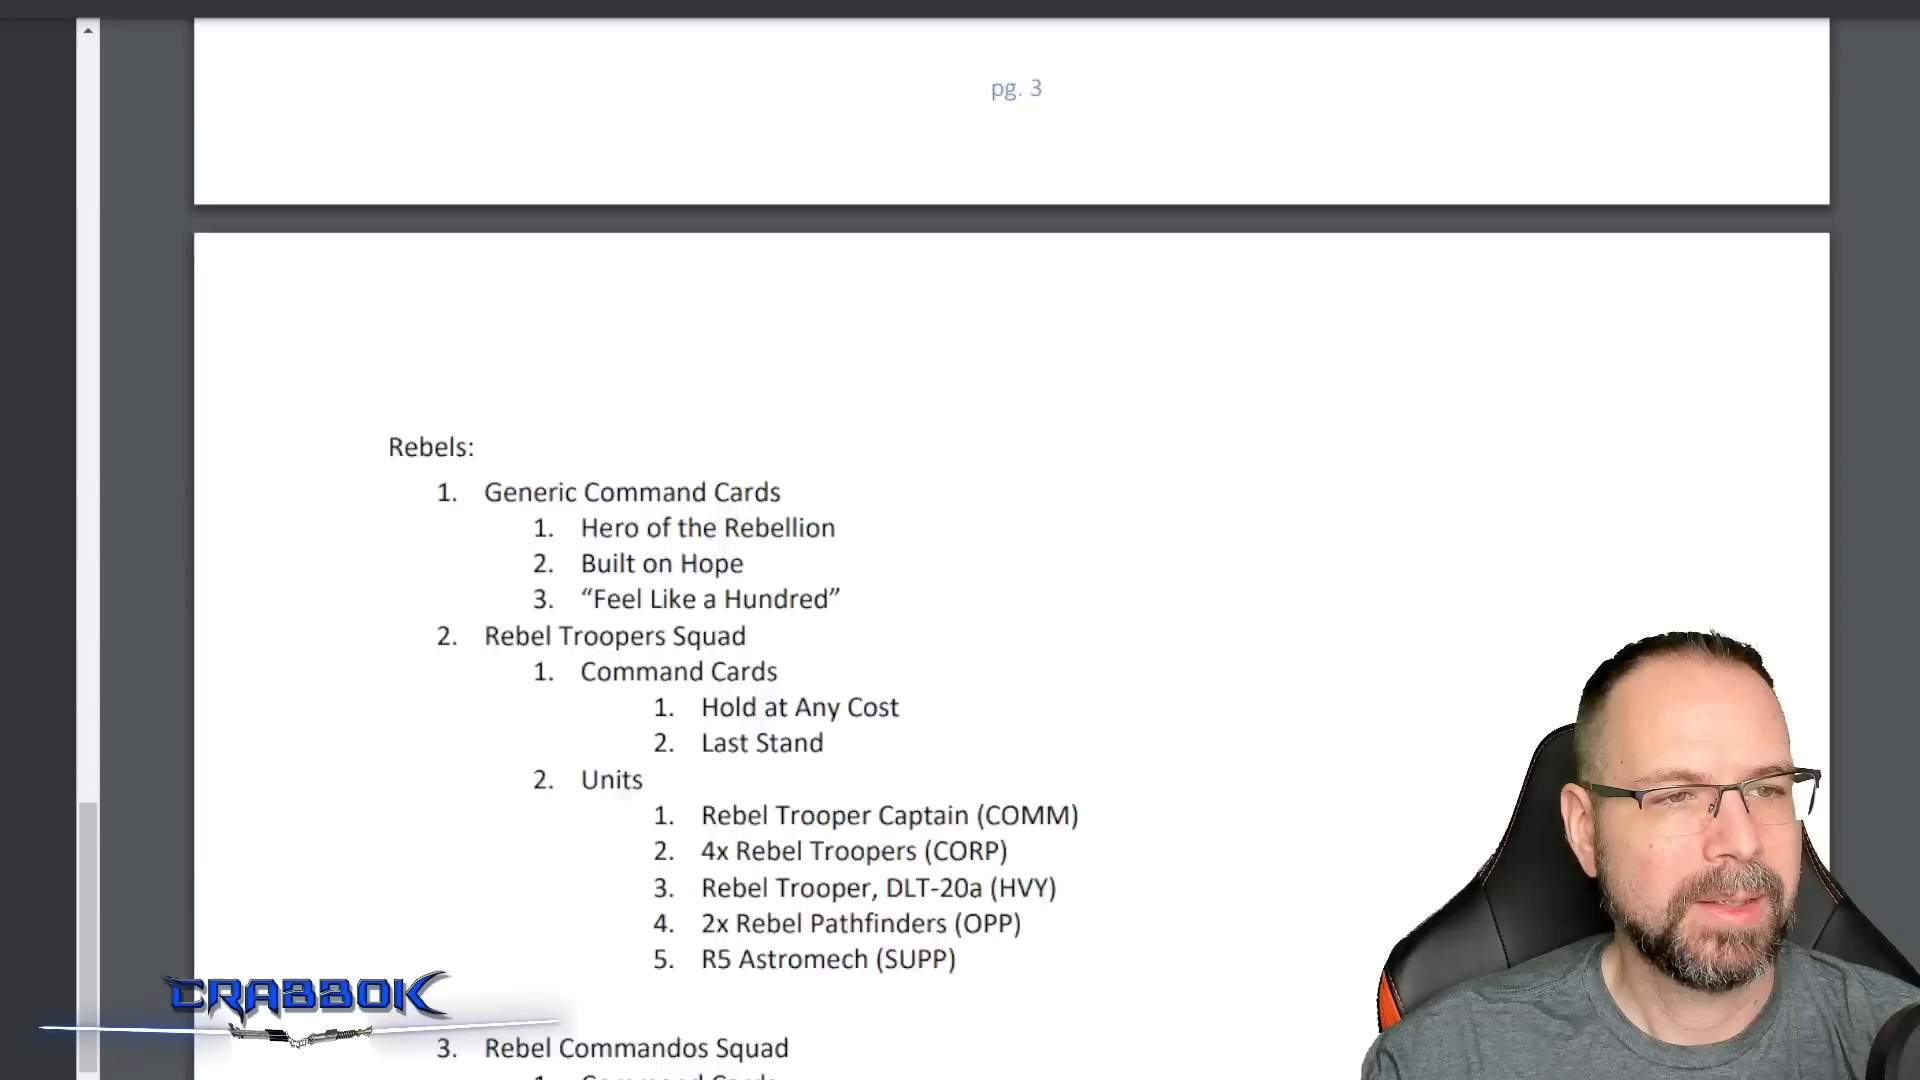 pg. 3
Rebels:
1. Generic Command Cards
1. Hero of the Rebellion
2. Built on Hope
3. “Feel Like a Hundred”
2. Rebel Troopers Squad
1. Command Cards
1. Hold at Any Cost
2. Last Stand
2. Units
1. Rebel Trooper Captain (COMM)
2. 4x Rebel Troopers (CORP)
3. Rebel Trooper, DLT-20a (HVY)
4. 2x Rebel Pathfinders (OPP)
5. R5 Astromech (SUPP)
CRABBOK
3. Rebel Commandos Squad
1. Command Cards